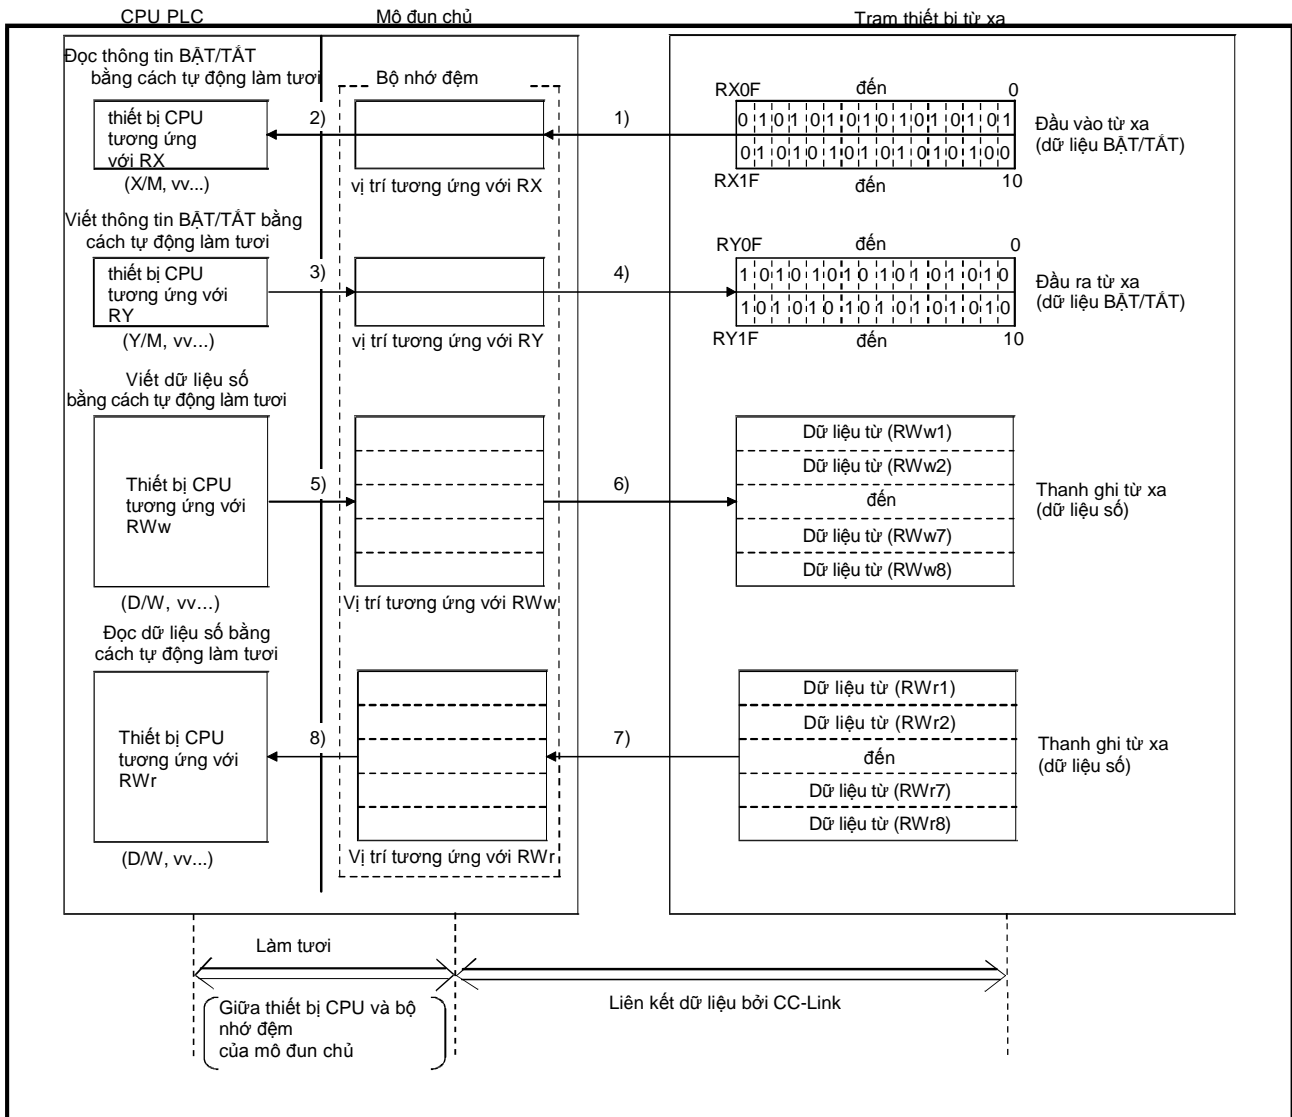 CPU PLC
Mô đun chủ
Trạm thiết bị từ xa
Đọc thông tin BẬT/TẮT
bằng cách tự động làm tươi
Bộ nhớ đệm
RX0F đến 0
thiết bị CPU
tương ứng
với RX
2)
1)
0 1 0 1 0 1 0 1 0 1 0 1 0 1 0 1
0 1 0 1 0 1 0 1 0 1 0 1 0 1 0 0
Đầu vào từ xa
(dữ liệu BẬT/TẮT)
(X/M, vv...)
vị trí tương ứng với RX
RX1F đến 10
Viết thông tin BẬT/TẮT bằng
cách tự động làm tươi
RY0F đến 0
thiết bị CPU
tương ứng với
RY
3)
4)
1 0 1 0 1 0 1 0 1 0 1 0 1 0 1 0
1 0 1 0 1 0 1 0 1 0 1 0 1 0 1 0
Đầu ra từ xa
(dữ liệu BẬT/TẮT)
(Y/M, vv...)
vị trí tương ứng với RY
RY1F đến 10
Viết dữ liệu số
bằng cách tự động làm tươi
Thiết bị CPU
tương ứng với
RWw
5)
6)
Dữ liệu từ (RWw1)
Dữ liệu từ (RWw2)
đến
Dữ liệu từ (RWw7)
Dữ liệu từ (RWw8)
Thanh ghi từ xa
(dữ liệu số)
(D/W, vv...)
Vị trí tương ứng với RWw
Đọc dữ liệu số bằng
cách tự động làm tươi
Thiết bị CPU
tương ứng với
RWr
8)
7)
Dữ liệu từ (RWr1)
Dữ liệu từ (RWr2)
đến
Dữ liệu từ (RWr7)
Dữ liệu từ (RWr8)
Thanh ghi từ xa
(dữ liệu số)
(D/W, vv...)
Vị trí tương ứng với RWr
Làm tươi
Giữa thiết bị CPU và bộ
nhớ đệm
của mô đun chủ
Liên kết dữ liệu bởi CC-Link